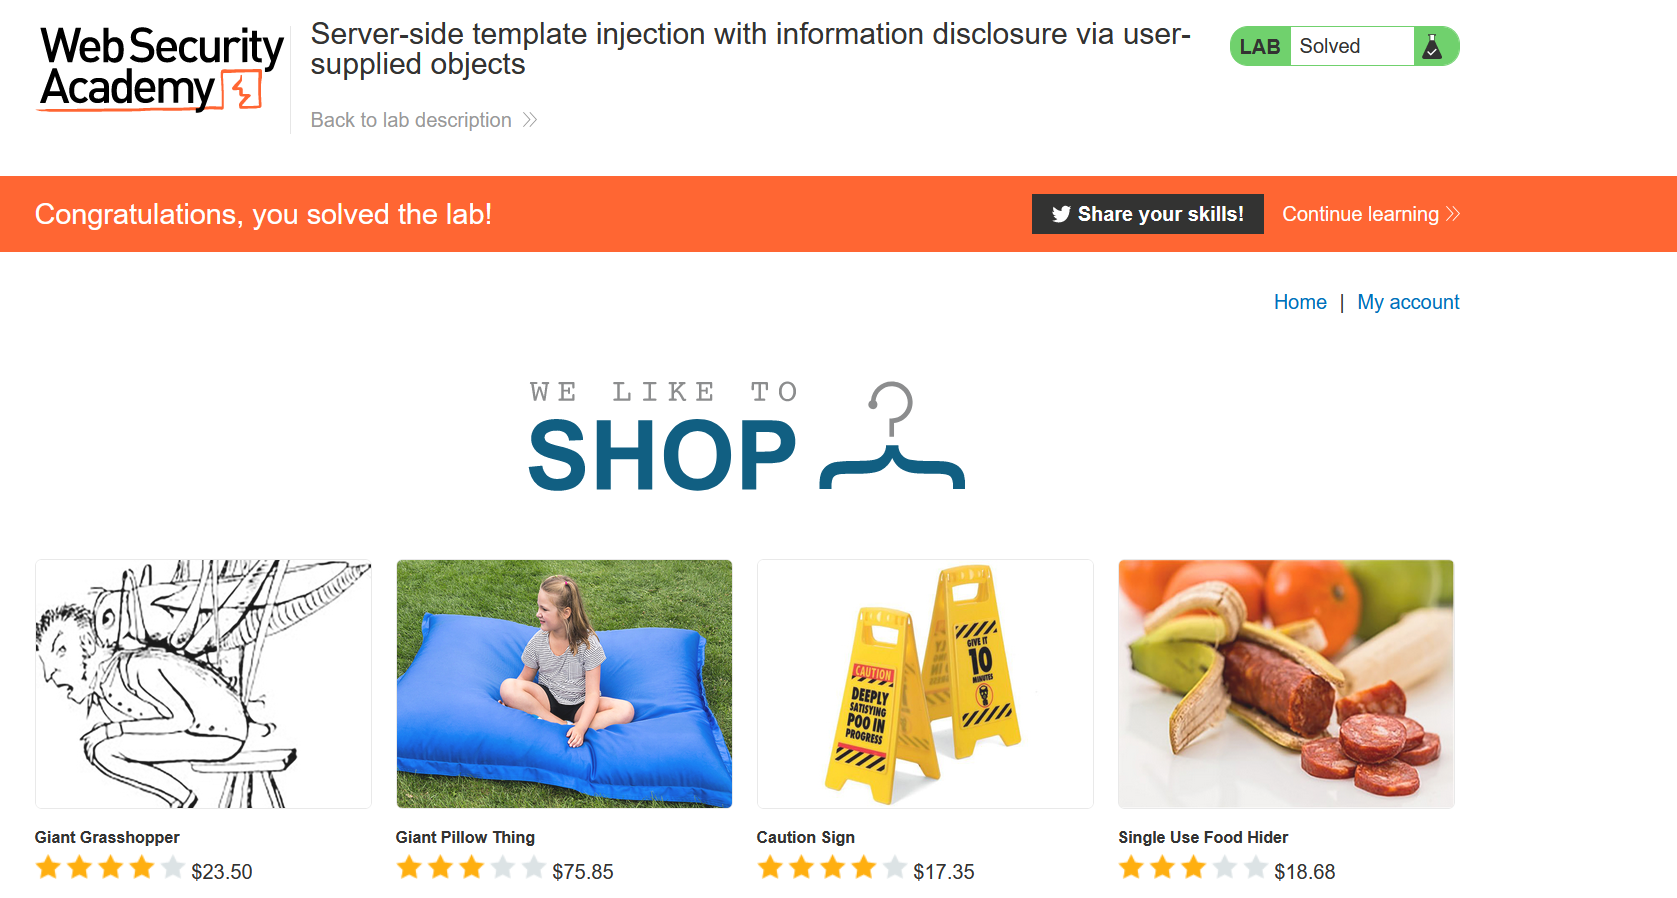 Web Security
Academy
Server-side template injection with information disclosure via user-
supplied objects
Back to lab description
LAB Solved
Congratulations, you solved the lab!
Share your skills!
Continue learning
Home | My account
WE LIKE TO
SHOP
CAUTION
DEEPLY
SATISFYING
POO IN
PROGRESS
GIVE IT
10
MINUTES
Giant Grasshopper
$23.50
Giant Pillow Thing
$75.85
Caution Sign
$17.35
Single Use Food Hider
$18.68